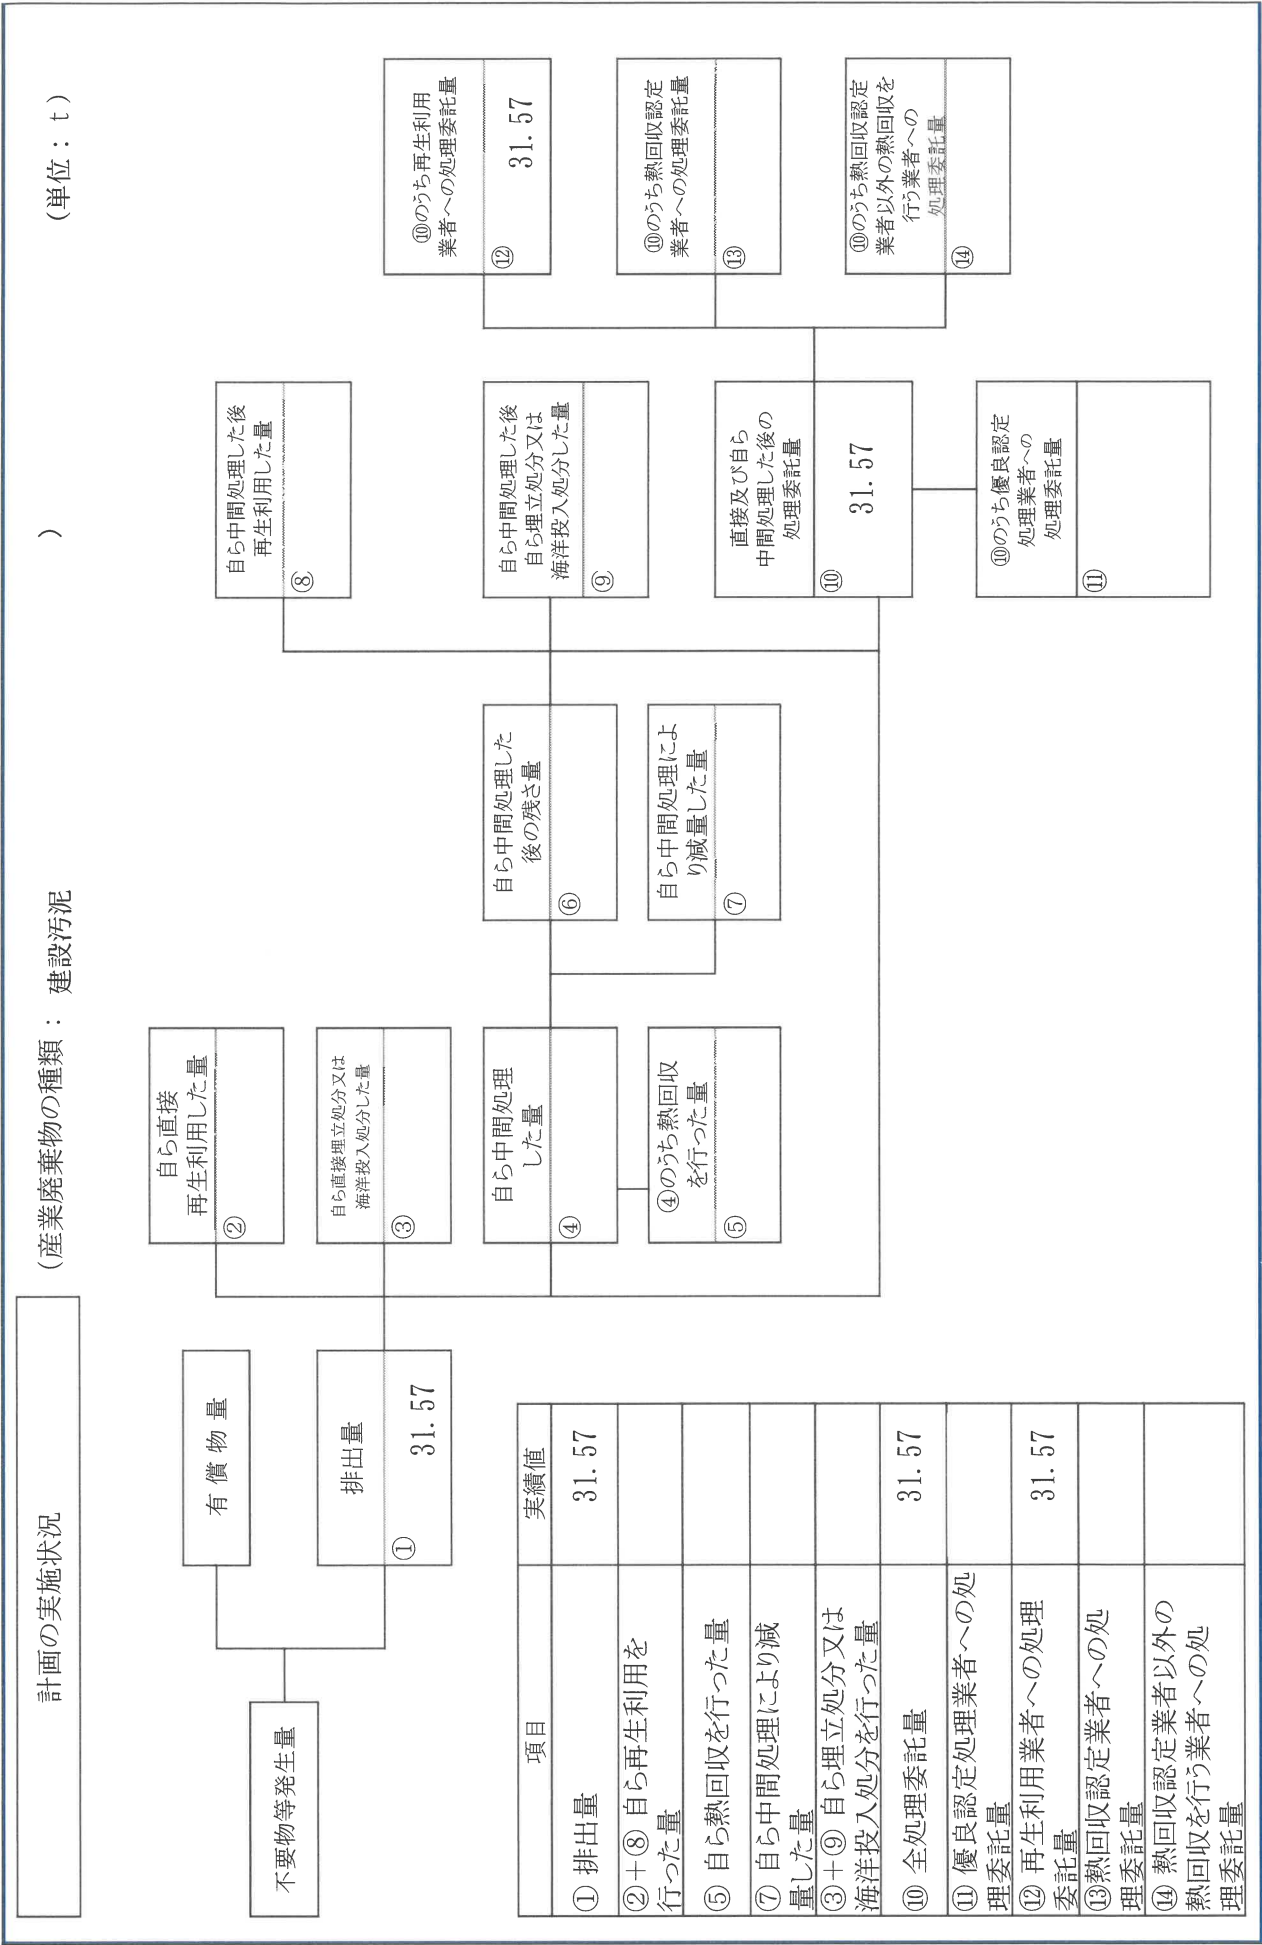 計画の実施状況
(産業廃棄物の種類： 建設汚泥 )
(単位：ｔ)
不要物等発生量
有 償 物 量
排出量
①
31.57
自ら直接
再生利用した量
②
自ら直接埋立処分又は
海洋投入処分した量
③
自ら中間処理
した量
④
④のうち熱回収
を行った量
⑤
自ら中間処理した
後の残さ量
⑥
自ら中間処理によ
り減量した量
⑦
自ら中間処理した後
再生利用した量
⑧
自ら中間処理した後
自ら埋立処分又は
海洋投入処分した量
⑨
直接及び自ら
中間処理した後の
処理委託量
⑩
31.57
⑩のうち優良認定
処理業者への
処理委託量
⑪
⑩のうち再生利用
業者への処理委託量
⑫
31.57
⑩のうち熱回収認定
業者への処理委託量
⑬
⑩のうち熱回収認定
業者以外の熱回収を
行う業者への
処理委託量
⑭
項目 実績値
① 排出量 31.57
②＋⑧ 自ら再生利用を
行った量
⑤ 自ら熱回収を行った量
⑦ 自ら中間処理により減
量した量
③＋⑨ 自ら埋立処分又は
海洋投入処分を行った量
⑩ 全処理委託量 31.57
⑪ 優良認定処理業者への処
理委託量
⑫ 再生利用業者への処理
委託量 31.57
⑬熱回収認定業者への処
理委託量
⑭ 熱回収認定業者以外の
熱回収を行う業者への処
理委託量